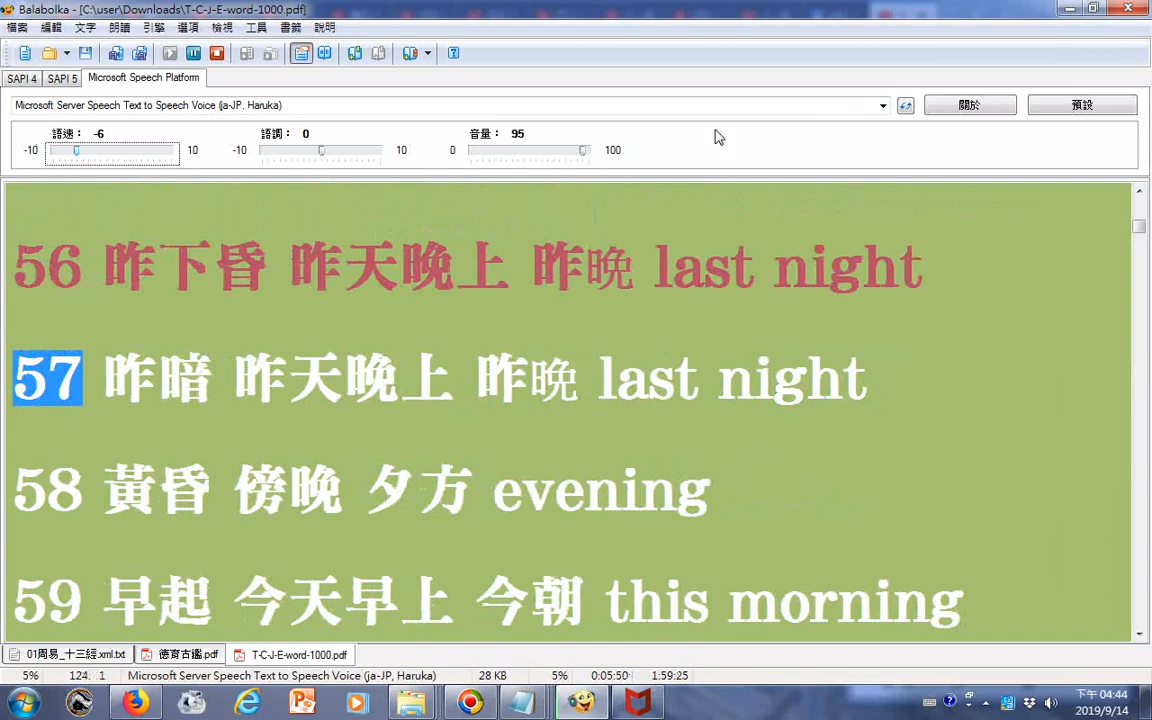 Balabolka - [C:\user\Downloads\T-C-J-E-word-1000.pdf]
檔案 編輯 文字 朗讀 引擎 選項 檢視 工具 書籤 說明
SAPI 4 SAPI 5 Microsoft Speech Platform
Microsoft Server Speech Text to Speech Voice (ja-JP, Haruka) 關於 預設
語速： -6 語調： 0 音量： 95
-10 10 -10 10 0 100
56 昨下昏 昨天晚上 昨晩 last night
57 昨暗 昨天晚上 昨晩 last night
58 黃昏 傍晚 夕方 evening
59 早起 今天早上 今朝 this morning
01周易_十三經.xml.txt 德育古鑑.pdf T-C-J-E-word-1000.pdf
5% 124: 1 Microsoft Server Speech Text to Speech Voice (ja-JP, Haruka) 28 KB 5% 0:05:50 1:59:25
下午 04:44
2019/9/14